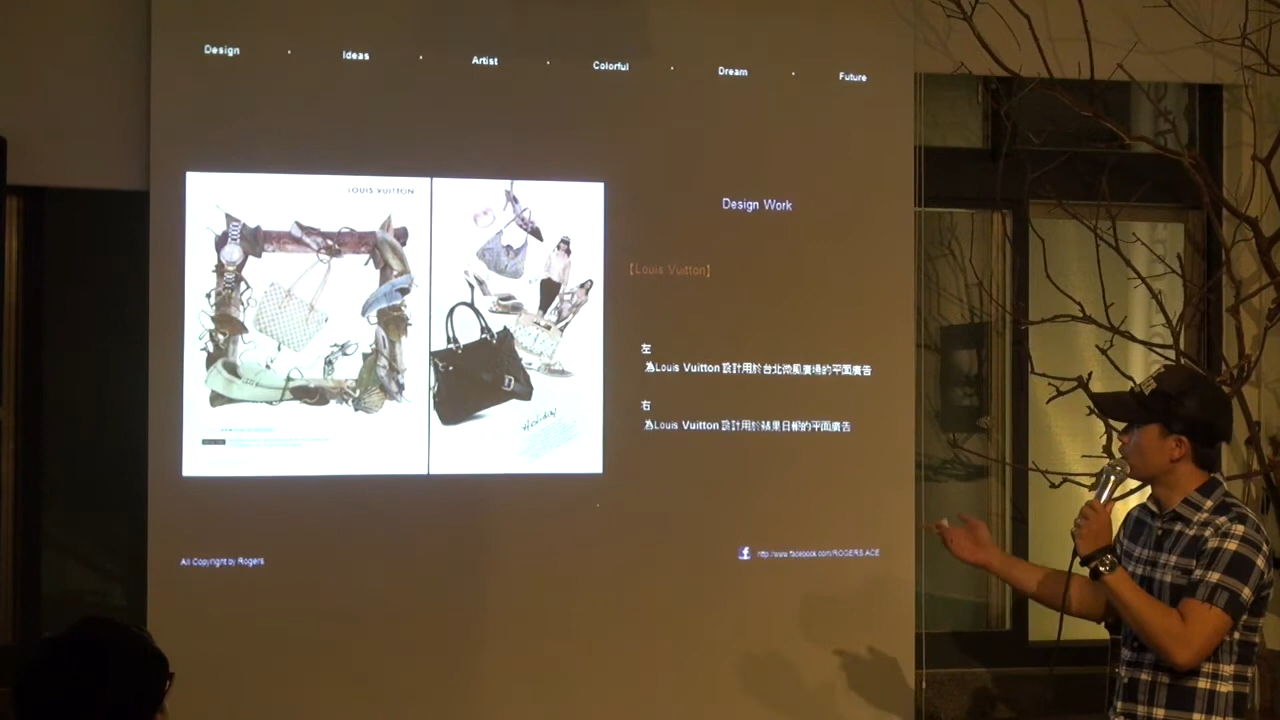 Design · Ideas · Artist · Colorful · Dream · Future
LOUIS VUITTON
Holiday
Design Work
【Louis Vuitton】
左
為Louis Vuitton 設計用於台北微風廣場的平面廣告
右
為Louis Vuitton 設計用於蘋果日報的平面廣告
All Copyright by Rogers
http://www.facebook.com/ROGERS.ACE